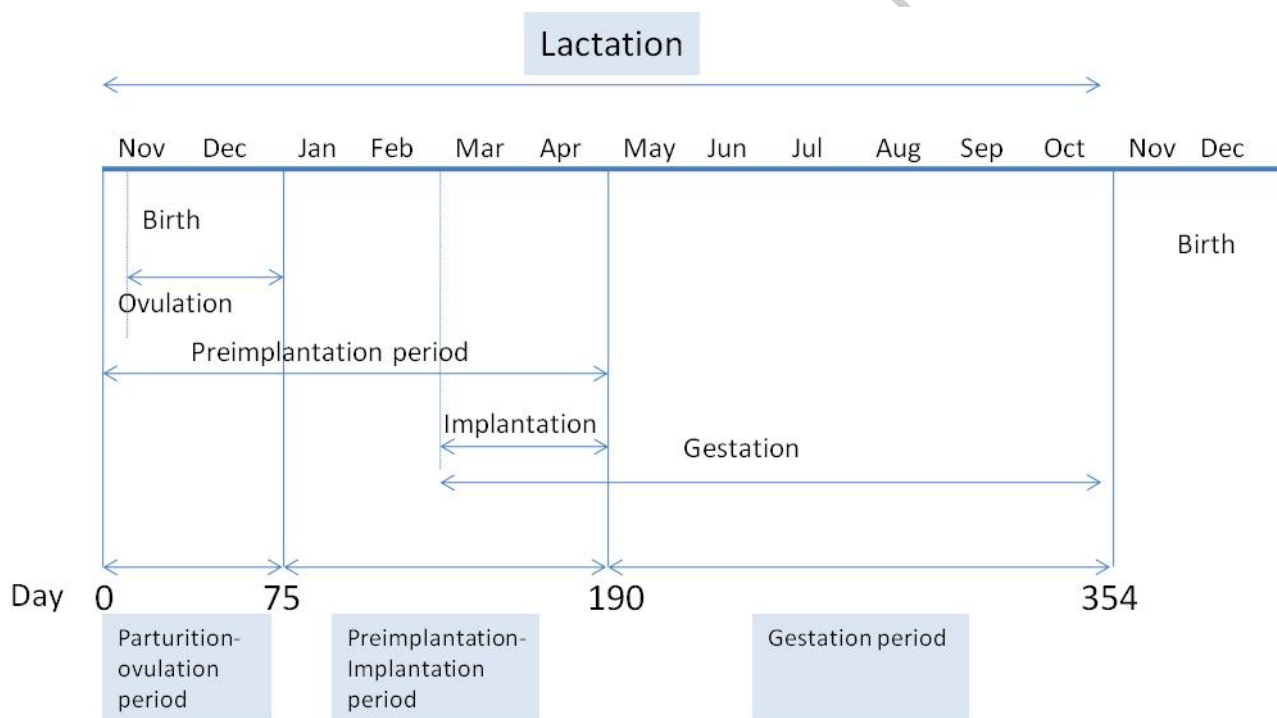 Lactation
Nov Dec Jan Feb Mar Apr May Jun Jul Aug Sep Oct Nov Dec
Birth
Birth
Ovulation
Preimplantation period
Implantation
Gestation
Day 0 75 190 354
Parturition-
ovulation
period
Preimplantation-
Implantation
period
Gestation period